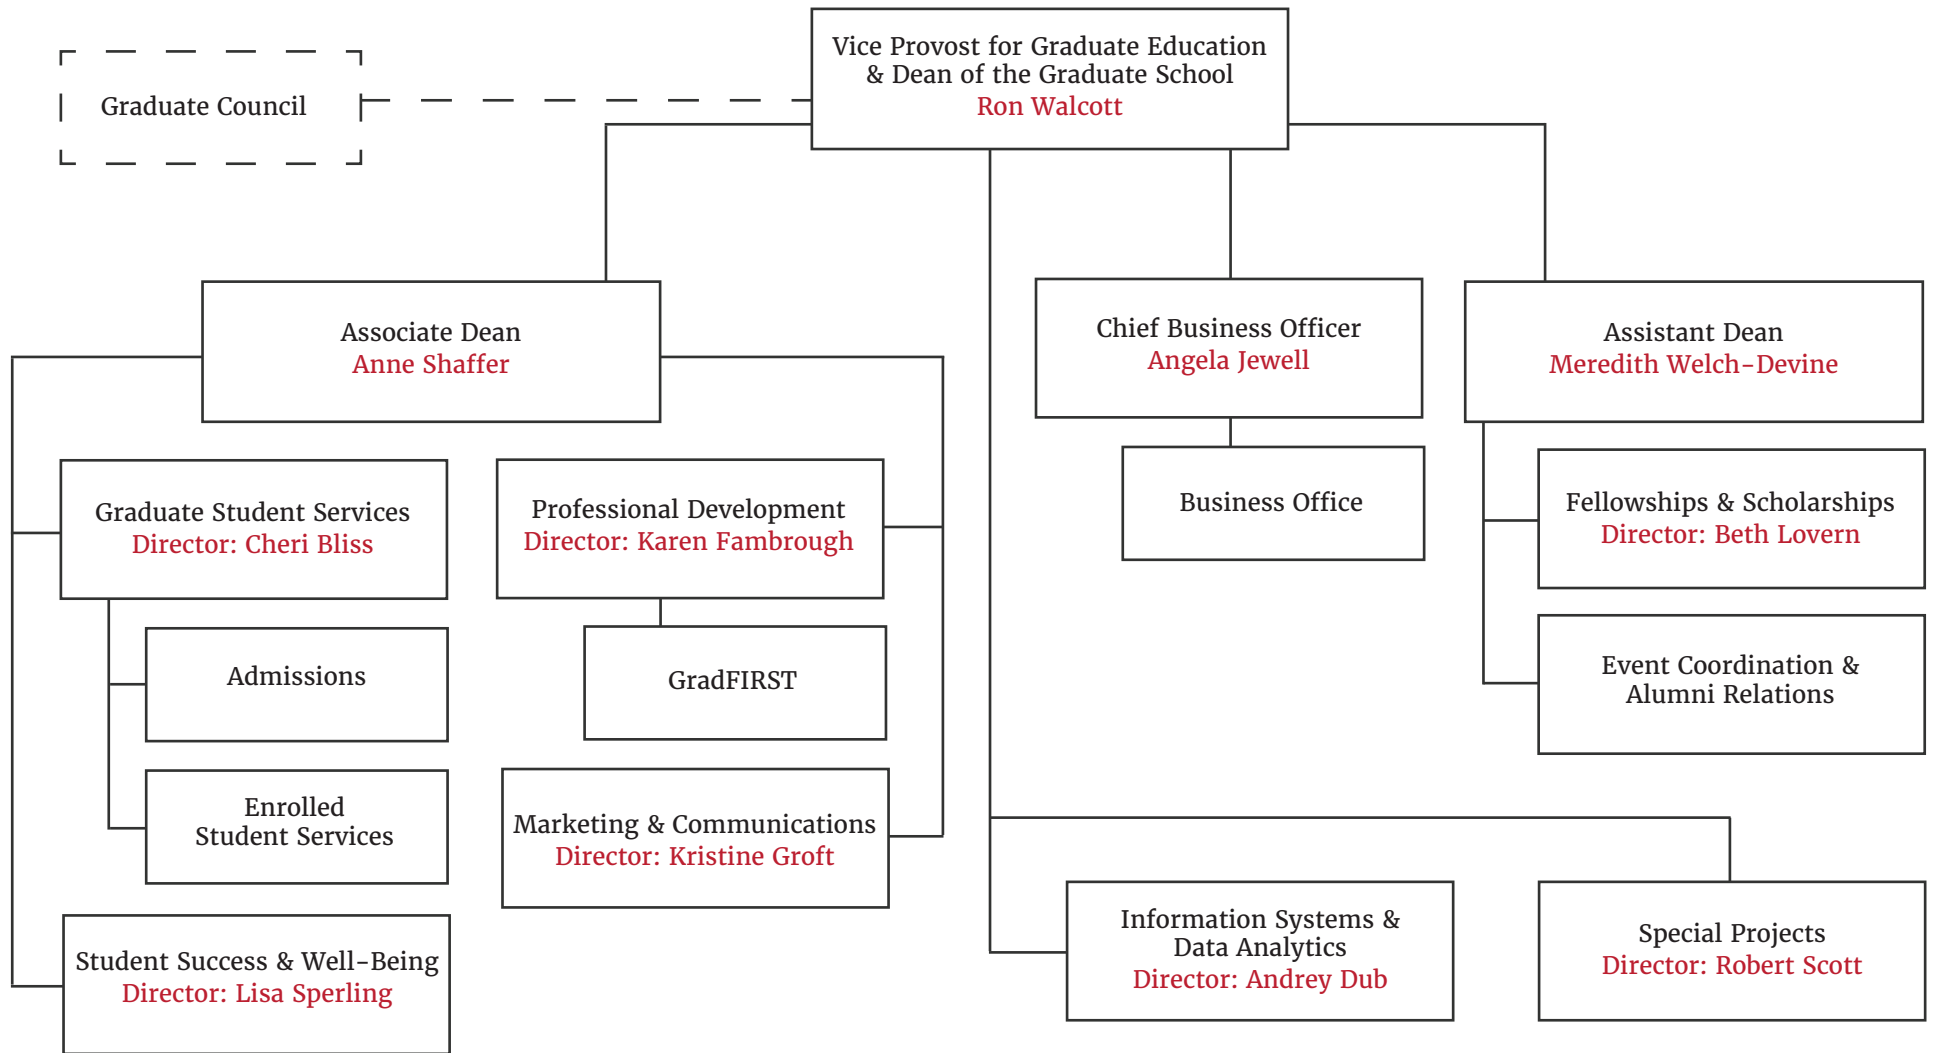 Vice Provost for Graduate Education
& Dean of the Graduate School
Ron Walcott
Graduate Council
Associate Dean
Anne Shaffer
Chief Business Officer
Angela Jewell
Assistant Dean
Meredith Welch-Devine
Graduate Student Services
Director: Cheri Bliss
Professional Development
Director: Karen Fambrough
Business Office
Fellowships & Scholarships
Director: Beth Lovern
Admissions
GradFIRST
Event Coordination &
Alumni Relations
Enrolled
Student Services
Marketing & Communications
Director: Kristine Groft
Student Success & Well-Being
Director: Lisa Sperling
Information Systems &
Data Analytics
Director: Andrey Dub
Special Projects
Director: Robert Scott